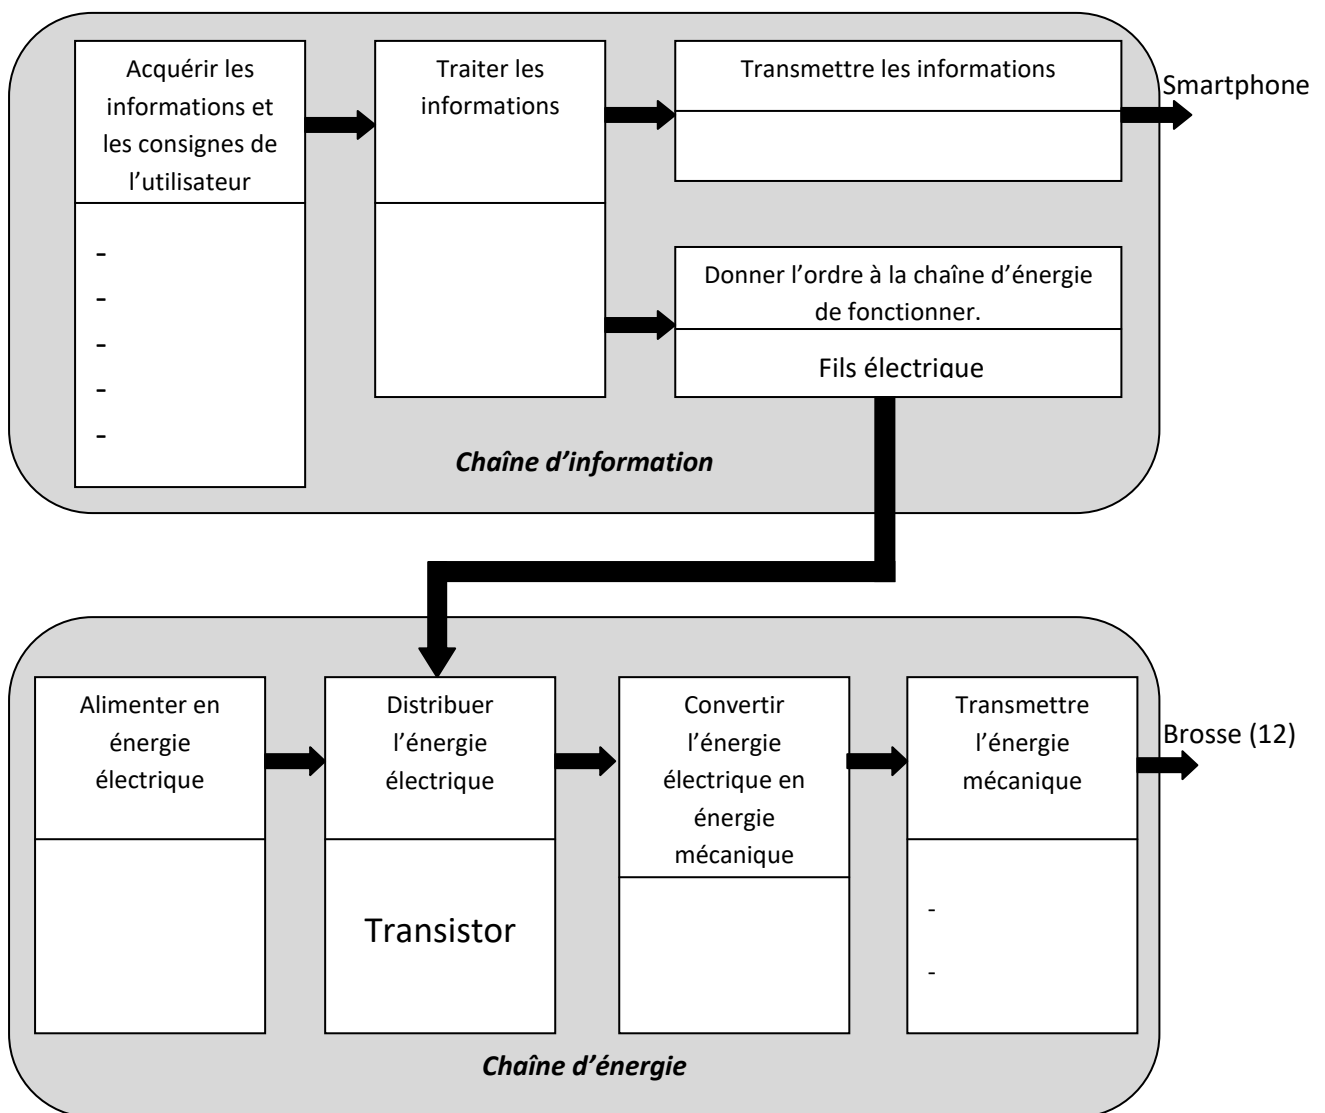 Acquérir les
informations et
les consignes de
l’utilisateur
-
-
-
-
-
Traiter les
informations
Transmettre les informations
Smartphone
Donner l’ordre à la chaîne d’énergie
de fonctionner.
Fils électrique
Chaîne d’information
Alimenter en
énergie
électrique
Distribuer
l’énergie
électrique
Transistor
Convertir
l’énergie
électrique en
énergie
mécanique
Transmettre
l’énergie
mécanique
-
-
Brosse (12)
Chaîne d’énergie